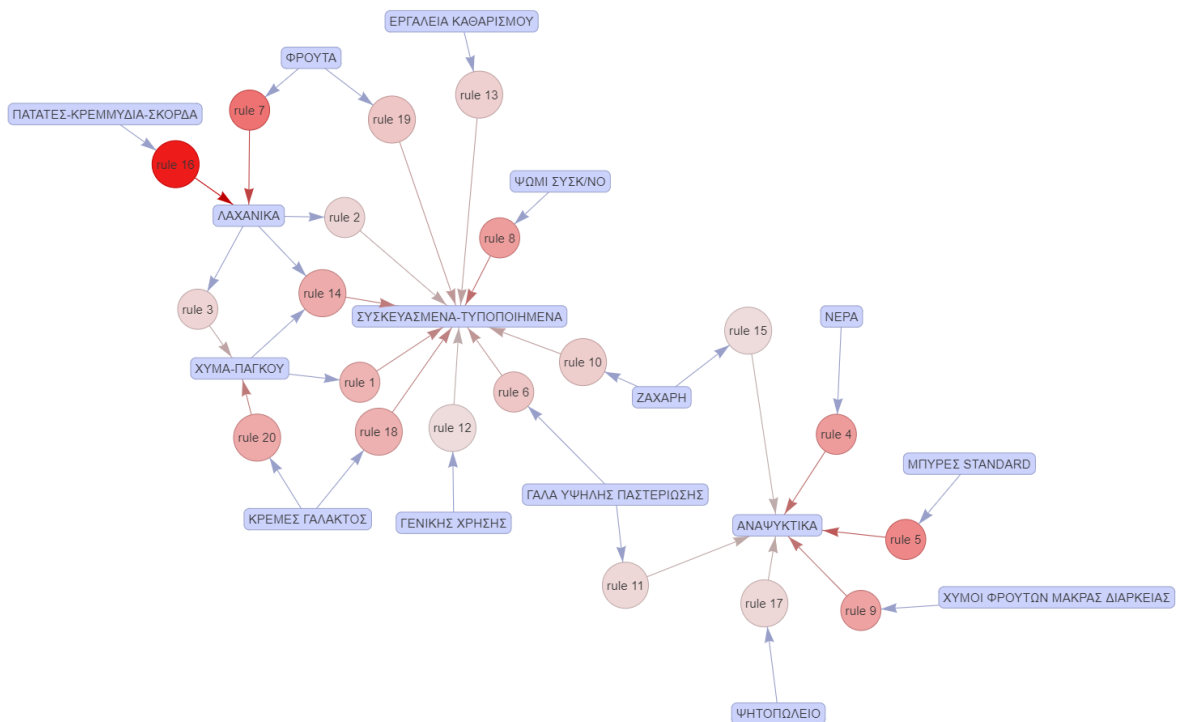 ΕΡΓΑΛΕΙΑ ΚΑΘΑΡΙΣΜΟΥ
ΦΡΟΥΤΑ
rule 13
rule 7
ΠΑΤΑΤΕΣ-ΚΡΕΜΜΥΔΙΑ-ΣΚΟΡΔΑ
rule 19
rule 16
ΨΩΜΙ ΣΥΣΚ/ΝΟ
ΛΑΧΑΝΙΚΑ
rule 2
rule 8
rule 14
rule 3
ΣΥΣΚΕΥΑΣΜΕΝΑ-ΤΥΠΟΠΟΙΗΜΕΝΑ
ΝΕΡΑ
rule 15
rule 10
ΧΥΜΑ-ΠΑΓΚΟΥ
rule 1
rule 6
ΖΑΧΑΡΗ
rule 12
rule 18
rule 20
rule 4
ΜΠΥΡΕΣ STANDARD
ΓΑΛΑ ΥΨΗΛΗΣ ΠΑΣΤΕΡΙΩΣΗΣ
ΚΡΕΜΕΣ ΓΑΛΑΚΤΟΣ
ΓΕΝΙΚΗΣ ΧΡΗΣΗΣ
ΑΝΑΨΥΚΤΙΚΑ
rule 5
rule 11
rule 17
rule 9
ΧΥΜΟΙ ΦΡΟΥΤΩΝ ΜΑΚΡΑΣ ΔΙΑΡΚΕΙΑΣ
ΨΗΤΟΠΩΛΕΙΟ